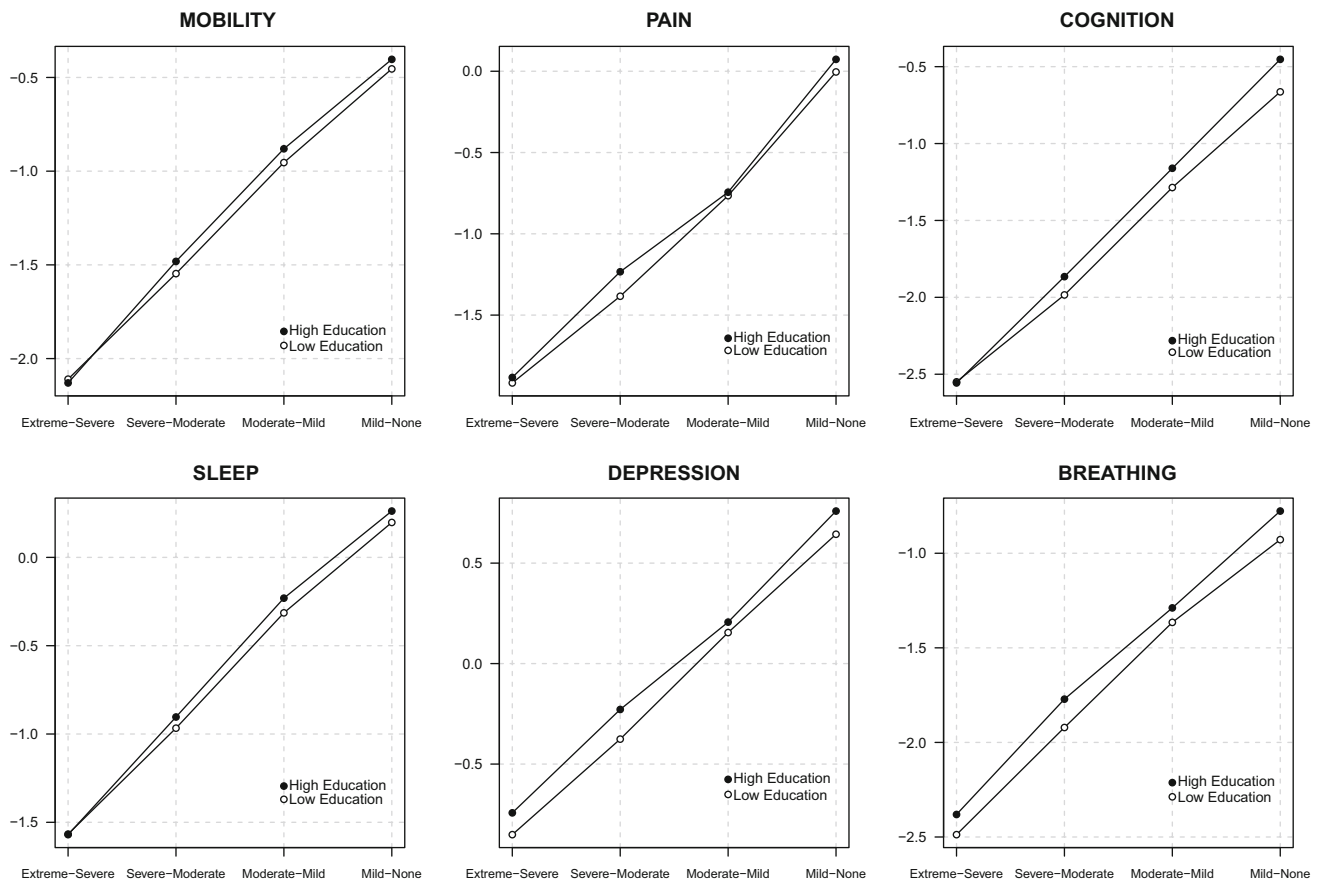 MOBILITY
−0.5
−1.0
−1.5
−2.0
High Education
Low Education
Extreme−Severe Severe−Moderate Moderate−Mild Mild−None
PAIN
0.0
−0.5
−1.0
−1.5
High Education
Low Education
Extreme−Severe Severe−Moderate Moderate−Mild Mild−None
COGNITION
−0.5
−1.0
−1.5
−2.0
−2.5
High Education
Low Education
Extreme−Severe Severe−Moderate Moderate−Mild Mild−None
SLEEP
0.0
−0.5
−1.0
−1.5
High Education
Low Education
Extreme−Severe Severe−Moderate Moderate−Mild Mild−None
DEPRESSION
0.5
0.0
−0.5
High Education
Low Education
Extreme−Severe Severe−Moderate Moderate−Mild Mild−None
BREATHING
−1.0
−1.5
−2.0
−2.5
High Education
Low Education
Extreme−Severe Severe−Moderate Moderate−Mild Mild−None